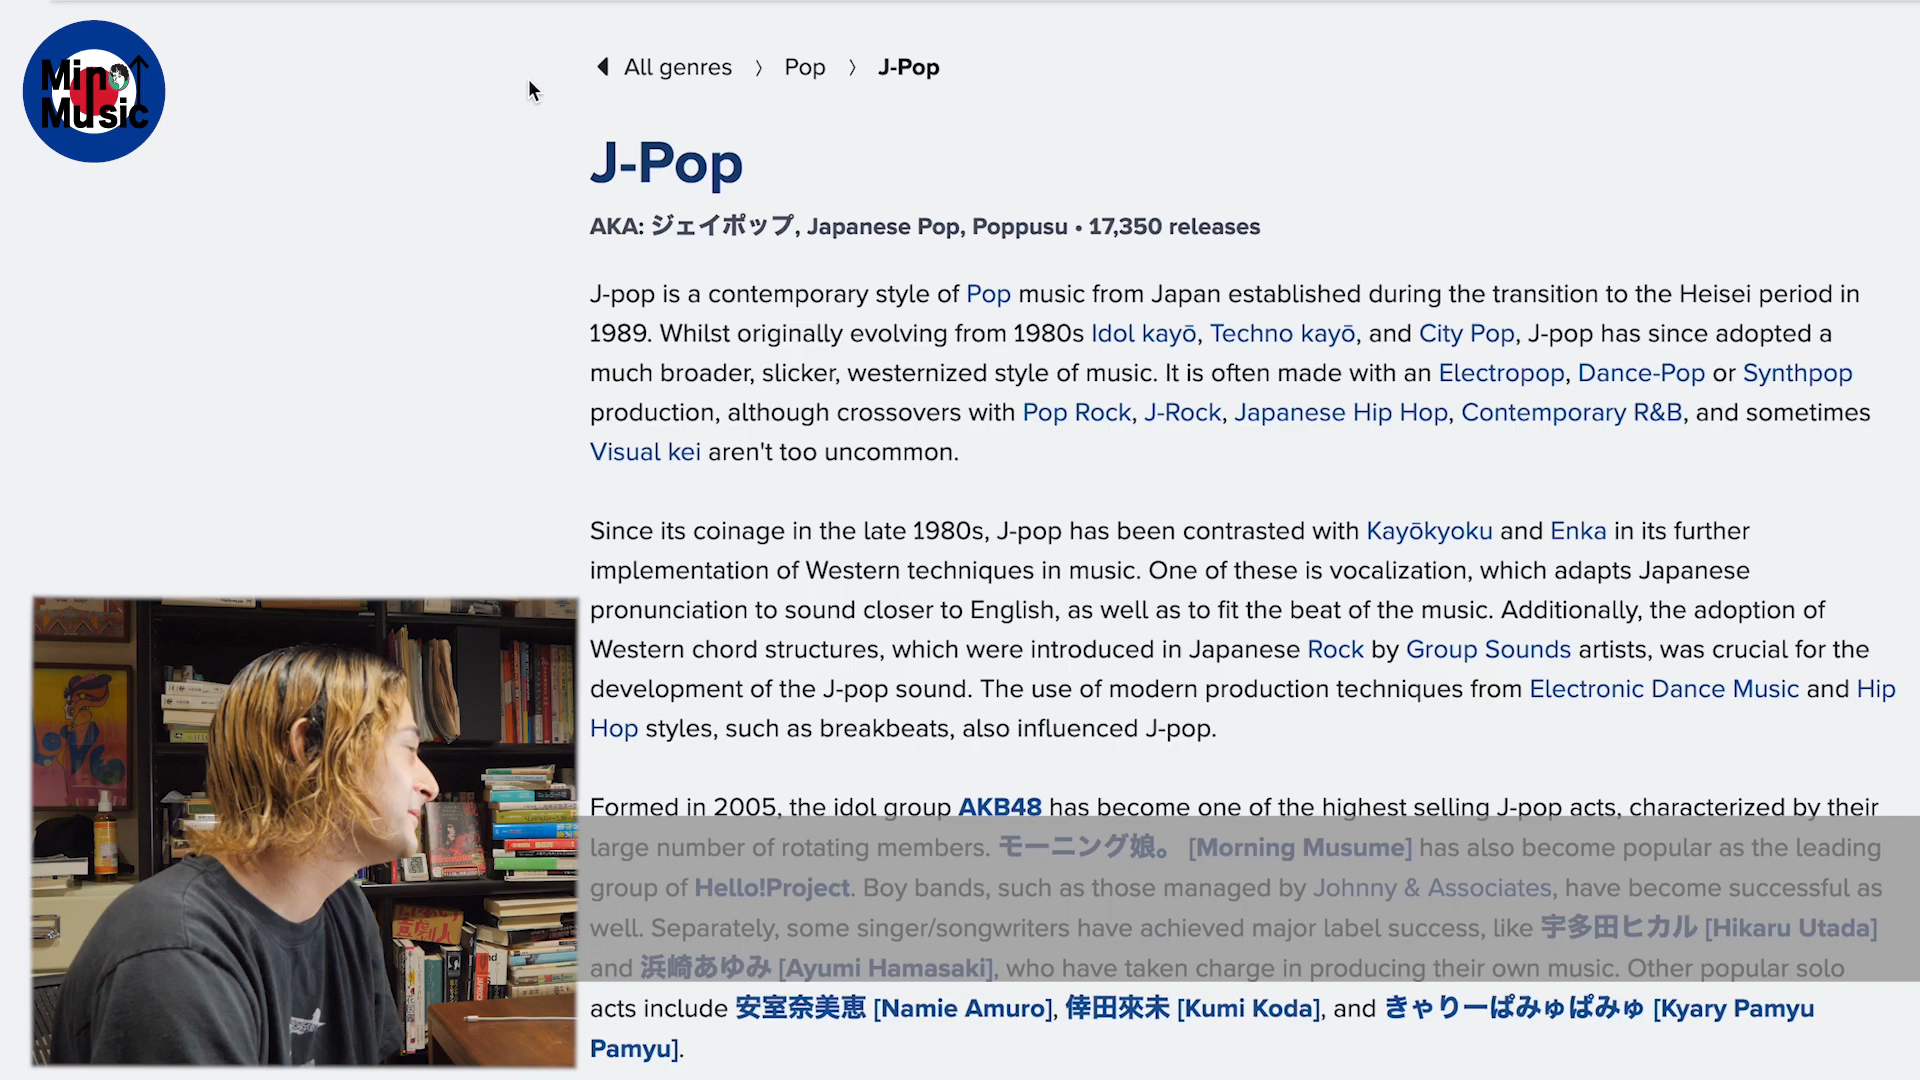 Min
Music
All genres 〉 Pop 〉 J-Pop
J-Pop
AKA: ジェイポップ, Japanese Pop, Poppusu • 17,350 releases
J-pop is a contemporary style of Pop music from Japan established during the transition to the Heisei period in
1989. Whilst originally evolving from 1980s Idol kayō, Techno kayō, and City Pop, J-pop has since adopted a
much broader, slicker, westernized style of music. It is often made with an Electropop, Dance-Pop or Synthpop
production, although crossovers with Pop Rock, J-Rock, Japanese Hip Hop, Contemporary R&B, and sometimes
Visual kei aren't too uncommon.
Since its coinage in the late 1980s, J-pop has been contrasted with Kayōkyoku and Enka in its further
implementation of Western techniques in music. One of these is vocalization, which adapts Japanese
pronunciation to sound closer to English, as well as to fit the beat of the music. Additionally, the adoption of
Western chord structures, which were introduced in Japanese Rock by Group Sounds artists, was crucial for the
development of the J-pop sound. The use of modern production techniques from Electronic Dance Music and Hip
Hop styles, such as breakbeats, also influenced J-pop.
Formed in 2005, the idol group AKB48 has become one of the highest selling J-pop acts, characterized by their
large number of rotating members. モーニング娘。 [Morning Musume] has also become popular as the leading
group of Hello!Project. Boy bands, such as those managed by Johnny & Associates, have become successful as
well. Separately, some singer/songwriters have achieved major label success, like 宇多田ヒカル [Hikaru Utada]
and 浜崎あゆみ [Ayumi Hamasaki], who have taken charge in producing their own music. Other popular solo
acts include 安室奈美恵 [Namie Amuro], 倖田來未 [Kumi Koda], and きゃりーぱみゅぱみゅ [Kyary Pamyu
Pamyu].